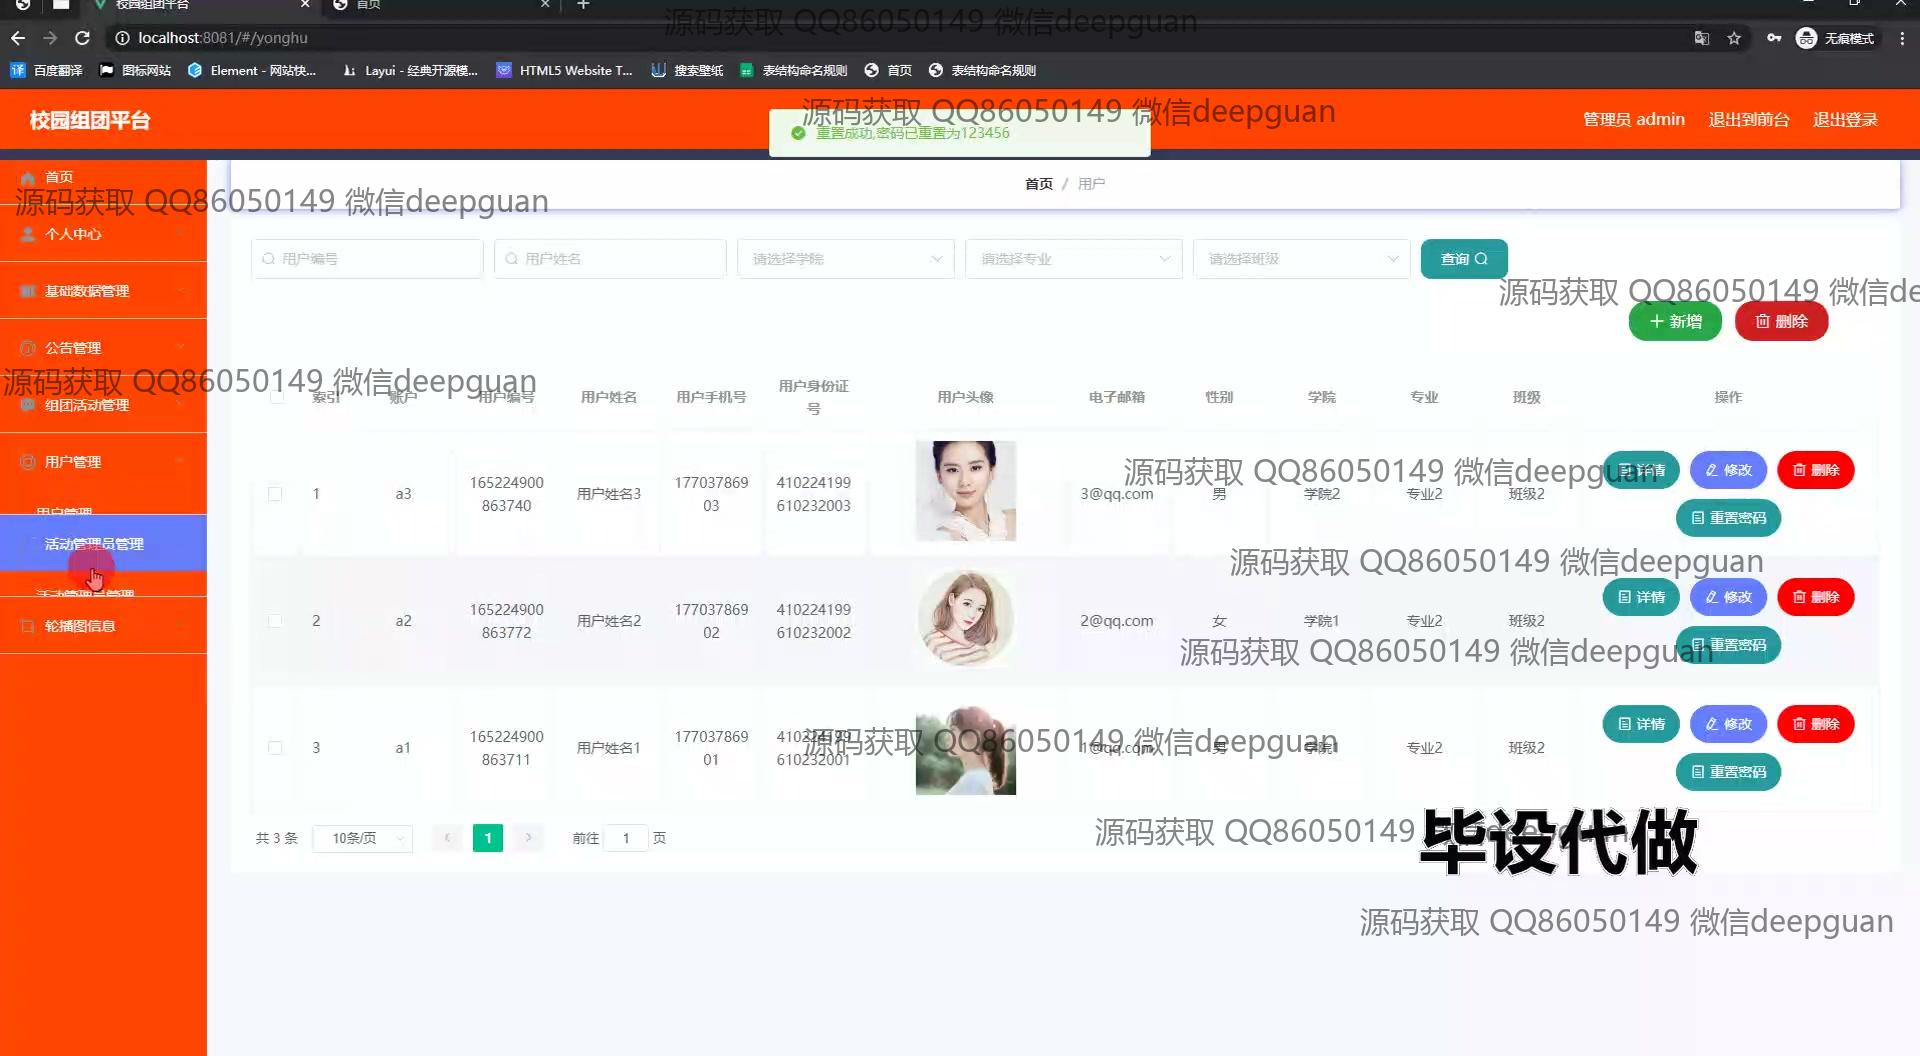 校园组团平台
首页
localhost:8081/#/yonghu
无痕模式
百度翻译
图标网站
Element - 网站快...
Layui - 经典开源模...
HTML5 Website T...
搜索壁纸
表结构命名规则
首页
表结构命名规则
源码获取 QQ86050149 微信deepguan
校园组团平台
源码获取 QQ86050149 微信deepguan
重置成功,密码已重置为123456
管理员 admin
退出到前台
退出登录
首页
个人中心
基础数据管理
公告管理
组团活动管理
用户管理
用户管理
活动管理员管理
活动管理员管理
轮播图信息
源码获取 QQ86050149 微信deepguan
源码获取 QQ86050149 微信deepguan
首页 / 用户
用户编号
用户姓名
请选择学院
请选择专业
请选择班级
查询
源码获取 QQ86050149 微信de
新增
删除
索引 账户 用户编号 用户姓名 用户手机号 用户身份证号 用户头像 电子邮箱 性别 学院 专业 班级 操作
1 a3 165224900863740 用户姓名3 17703786903 410224199610232003 3@qq.com 男 学院2 专业2 班级2
详情 修改 删除
重置密码
源码获取 QQ86050149 微信deepguan
源码获取 QQ86050149 微信deepguan
2 a2 165224900863772 用户姓名2 17703786902 410224199610232002 2@qq.com 女 学院1 专业2 班级2
详情 修改 删除
重置密码
源码获取 QQ86050149 微信deepguan
3 a1 165224900863711 用户姓名1 17703786901 410224199610232001 1@qq.com 男 学院1 专业2 班级2
详情 修改 删除
重置密码
源码获取 QQ86050149 微信deepguan
共 3 条
10条/页
1
前往 1 页
源码获取 QQ86050149
毕设代做
源码获取 QQ86050149 微信deepguan